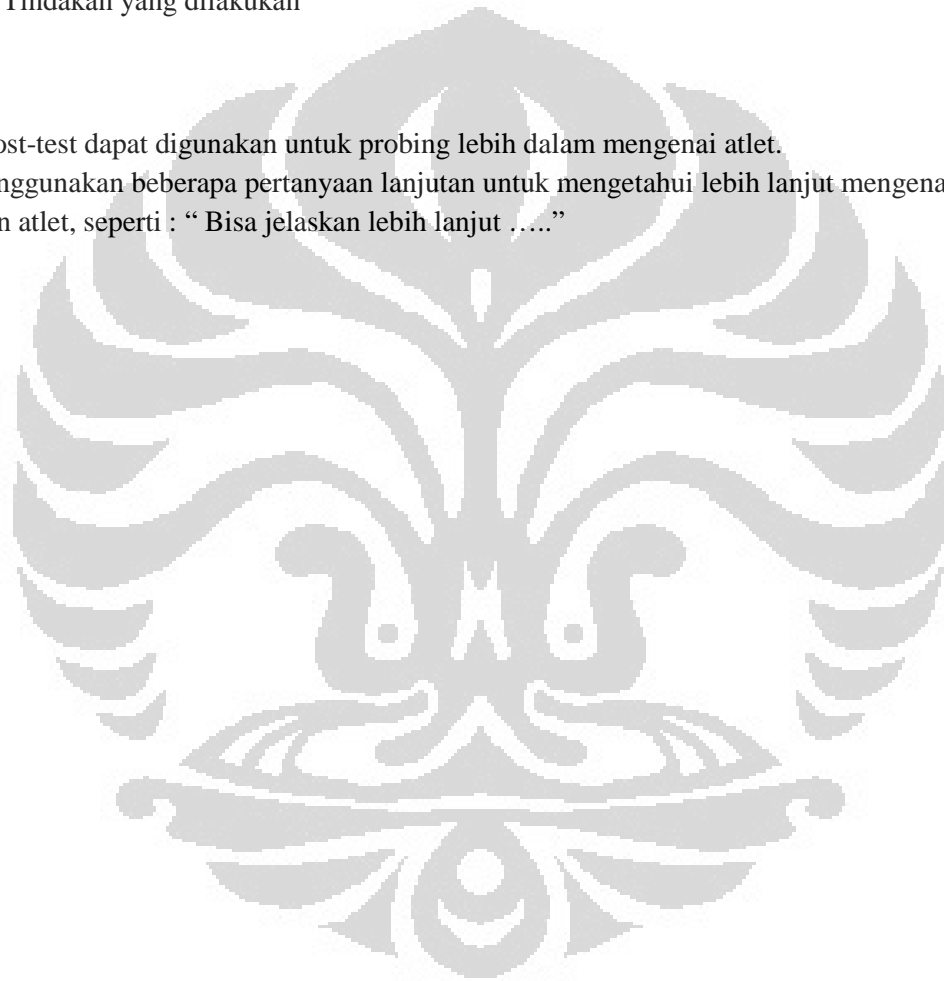 Tindakan yang dilakukan
ost-test dapat digunakan untuk probing lebih dalam mengenai atlet.
nggunakan beberapa pertanyaan lanjutan untuk mengetahui lebih lanjut mengena
n atlet, seperti : “ Bisa jelaskan lebih lanjut …..”